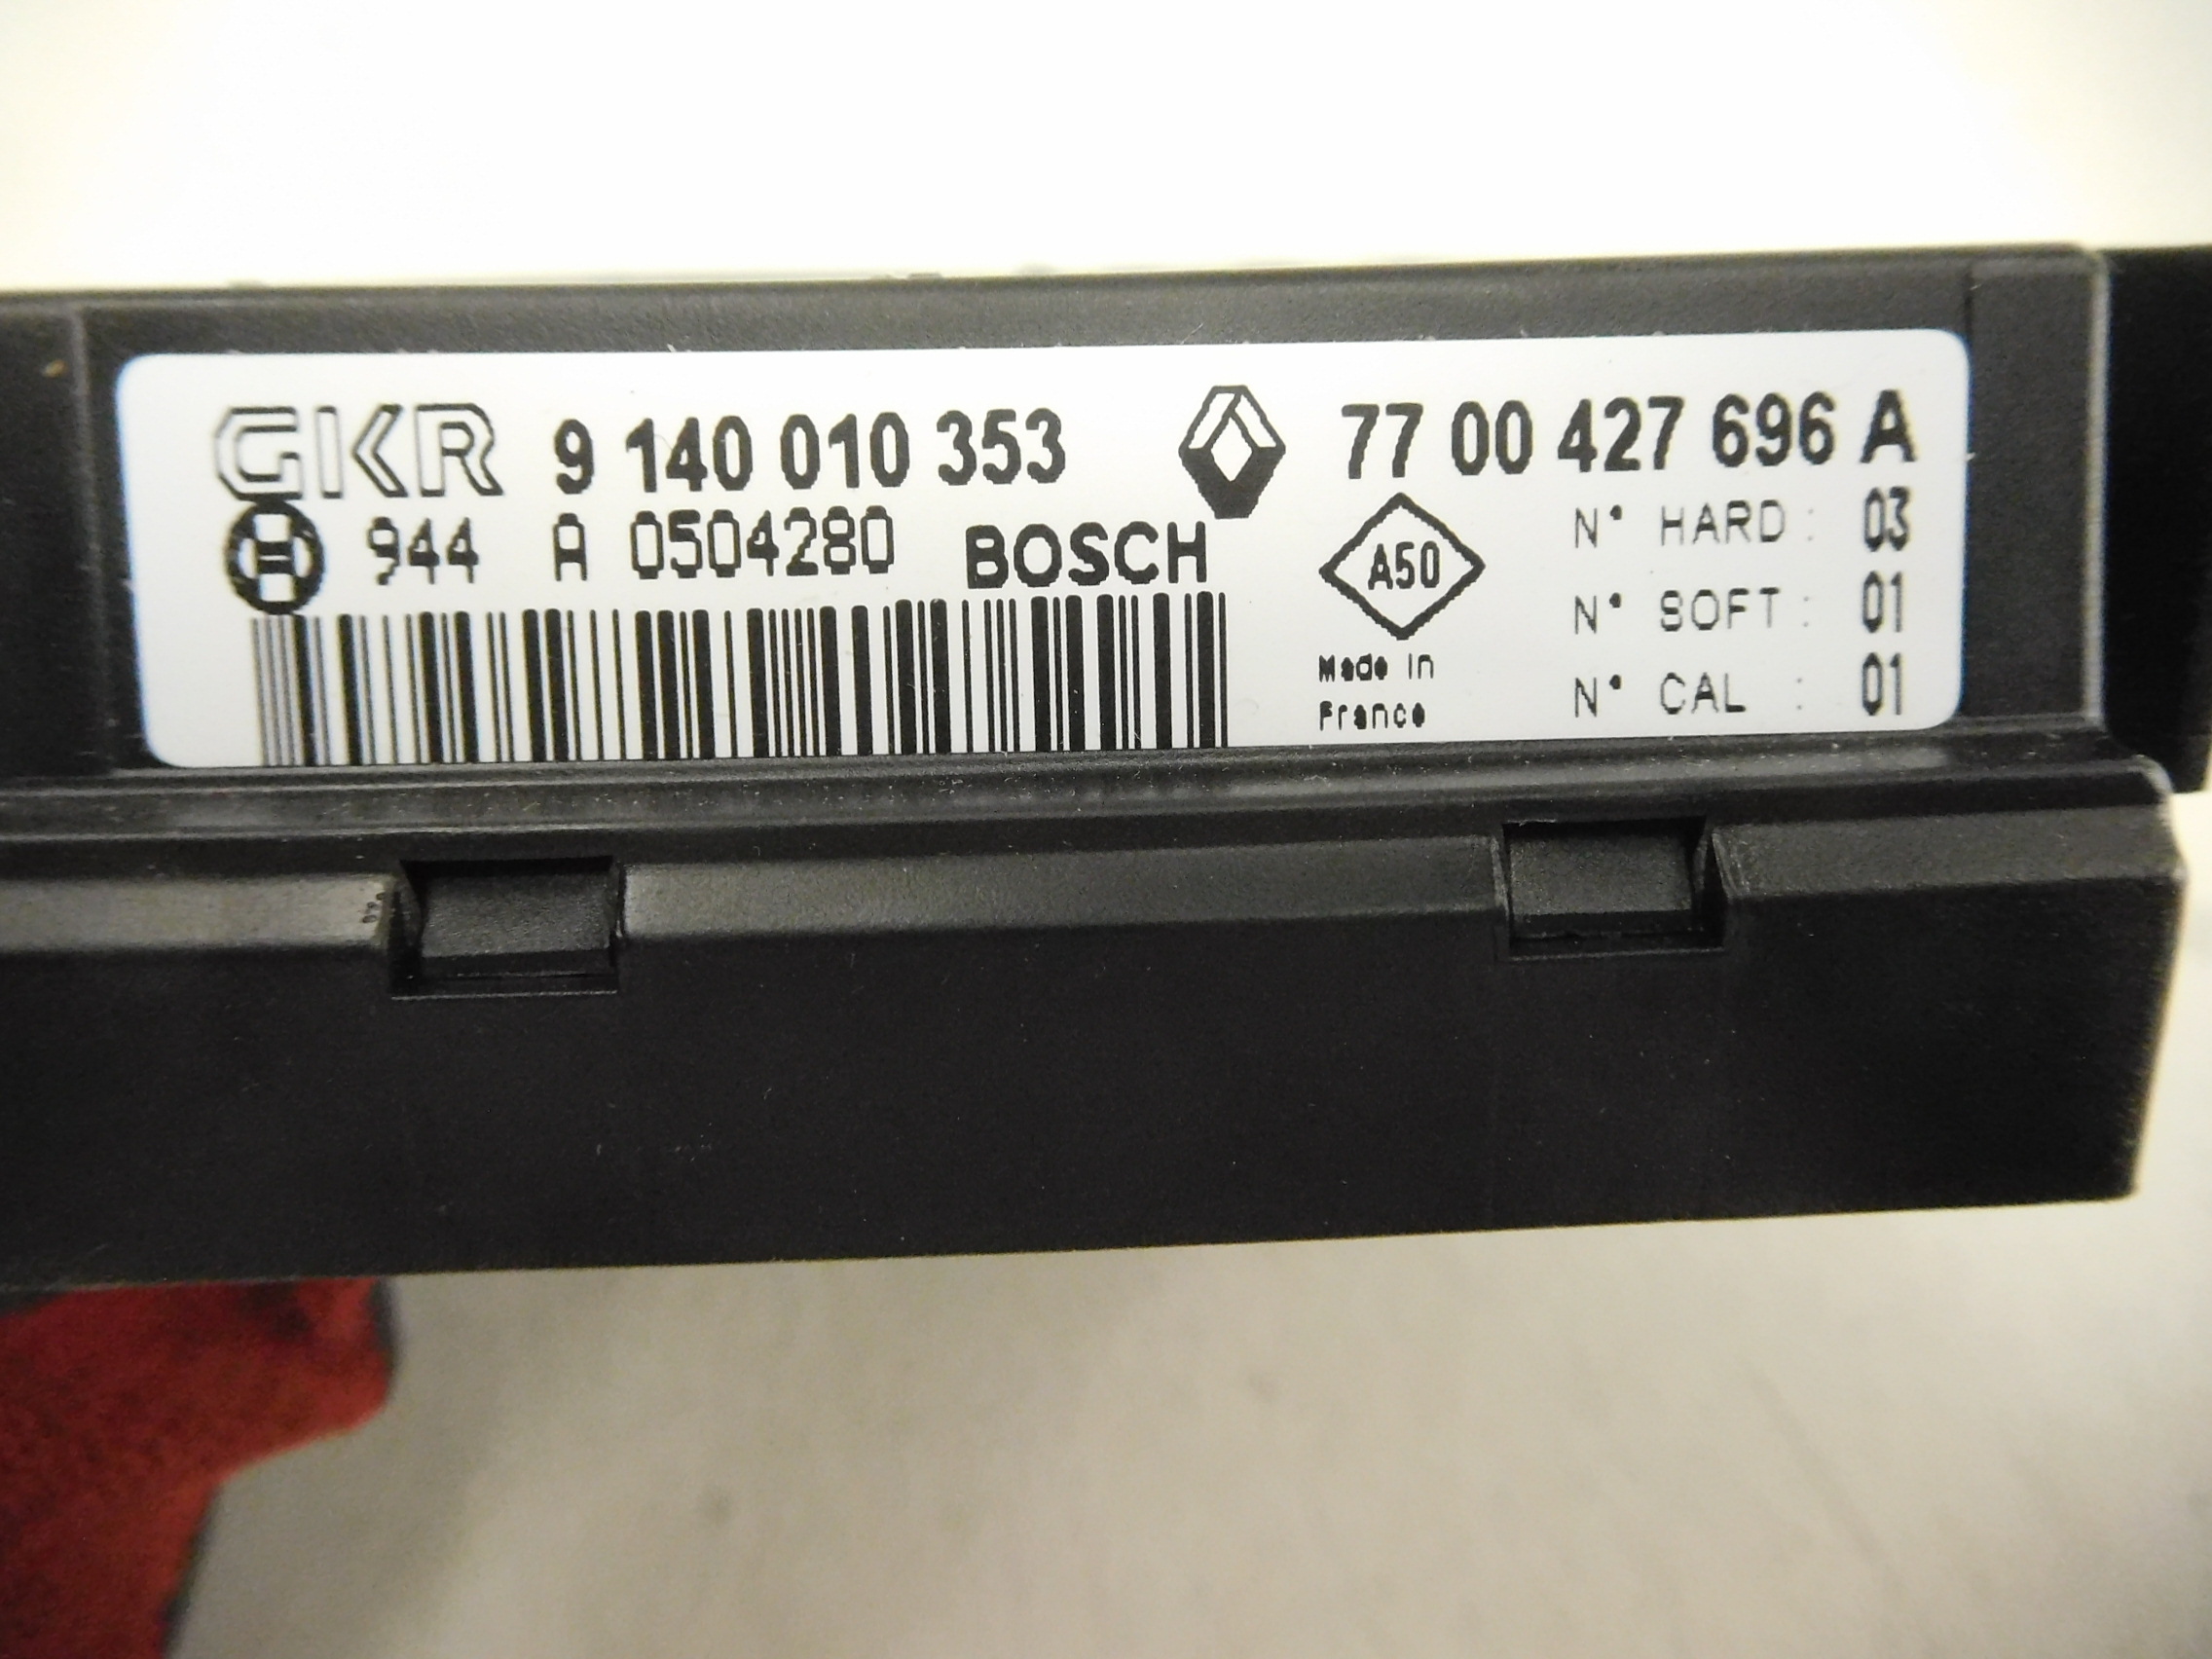 GKR 9 140 010 353 77 00 427 696 A
944 A 0504280 BOSCH A50 N° HARD : 03
N° SOFT : 01
Made in
France
N° CAL : 01